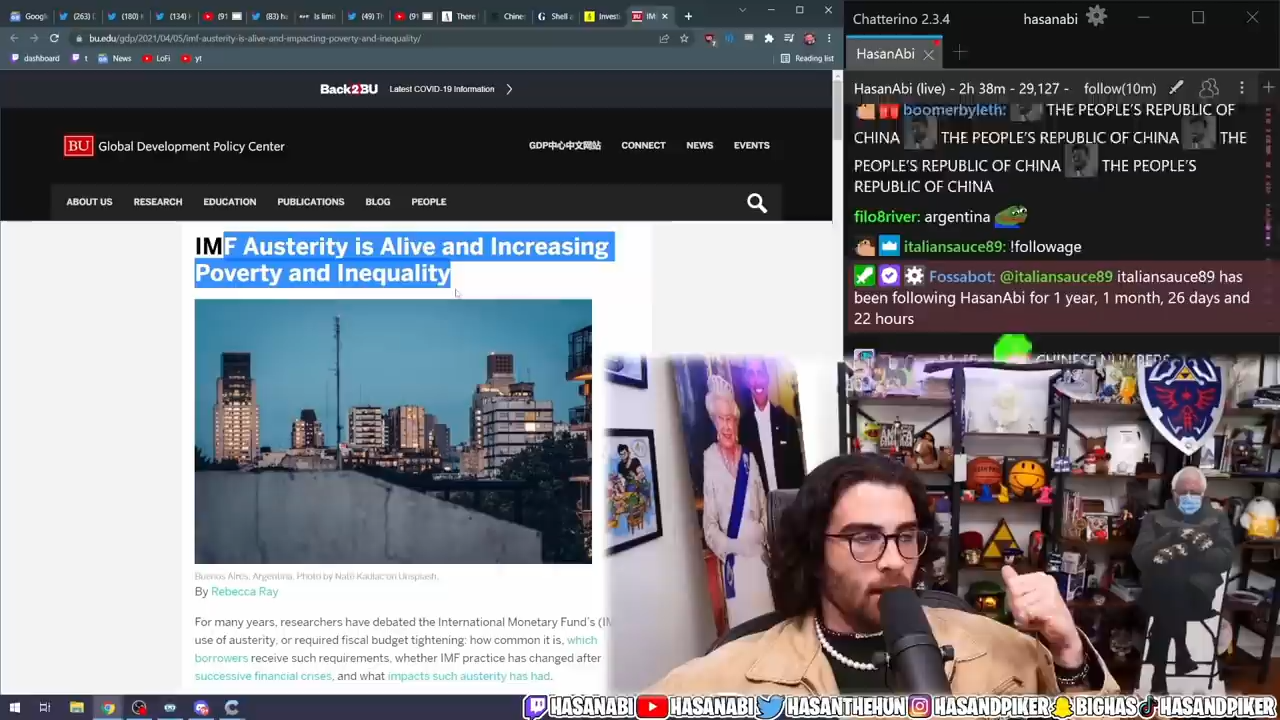 bu.edu/gdp/2021/04/05/imf-austerity-is-alive-and-impacting-poverty-and-inequality/
dashboard
t
News
LoFi
yt
Reading list
Back2BU
Latest COVID-19 Information
BU Global Development Policy Center
GDP中心中文网站
CONNECT
NEWS
EVENTS
ABOUT US
RESEARCH
EDUCATION
PUBLICATIONS
BLOG
PEOPLE
IMF Austerity is Alive and Increasing
Poverty and Inequality
Buenos Aires, Argentina. Photo by Nate Kadlac on Unsplash.
By Rebecca Ray
For many years, researchers have debated the International Monetary Fund's
use of austerity, or required fiscal budget tightening: how common it is, which
borrowers receive such requirements, whether IMF practice has changed after
successive financial crises, and what impacts such austerity has had.
Chatterino 2.3.4
hasanabi
HasanAbi
HasanAbi (live) - 2h 38m - 29,127 -
follow(10m)
boomerbyleth: THE PEOPLE'S REPUBLIC OF
CHINA THE PEOPLE'S REPUBLIC OF CHINA THE
PEOPLE'S REPUBLIC OF CHINA THE PEOPLE'S
REPUBLIC OF CHINA
filo8river: argentina
italiansauce89: !followage
Fossabot: @italiansauce89 italiansauce89 has
been following HasanAbi for 1 year, 1 month, 26 days and
22 hours
CHINESE NUMBERS
HASANABI
HASANABI
HASANTHEHUN
HASANDPIKER
BIGHAS
HASANDPIKER